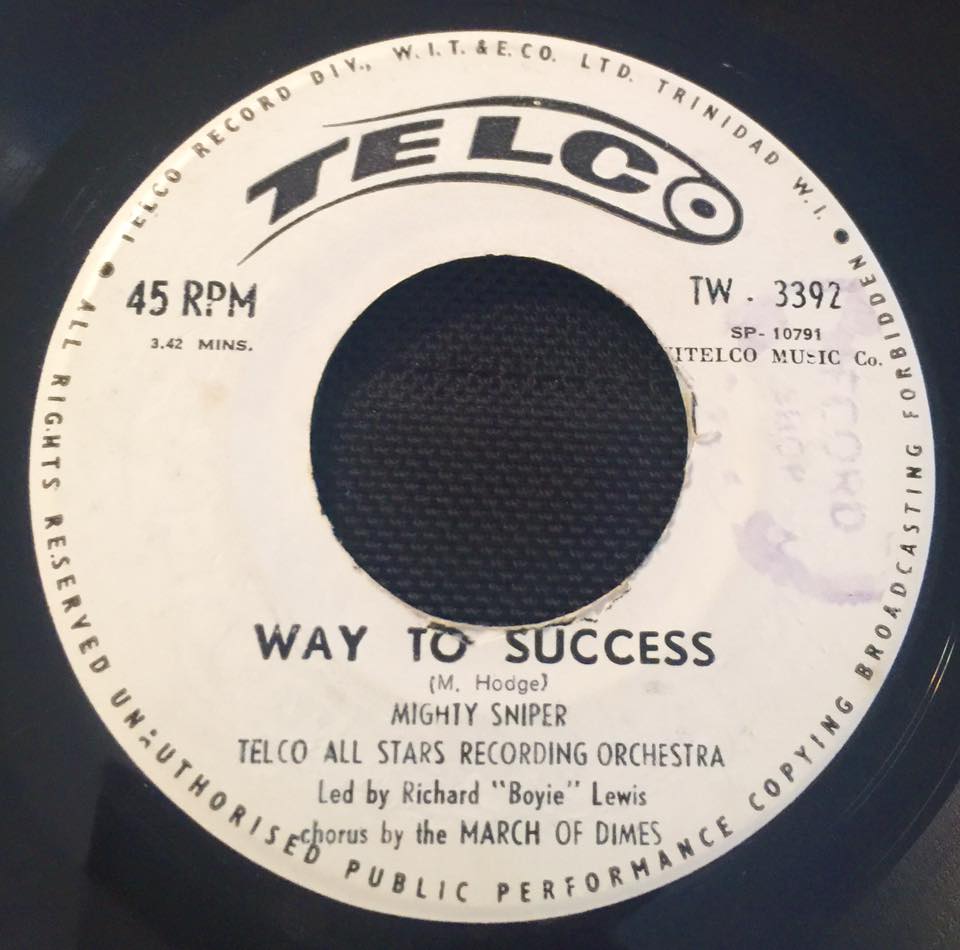 TELCO RECORD DIV., W.I.T. & E. CO. LTD. TRINIDAD W.I.
TELCO
45 RPM
3.42 MINS.
TW. 3392
SP-10791
VITELCO MUSIC Co.
WAY TO SUCCESS
(M. Hodge)
MIGHTY SNIPER
TELCO ALL STARS RECORDING ORCHESTRA
Led by Richard "Boyie" Lewis
chorus by the MARCH OF DIMES
ALL RIGHTS RESERVED UNAUTHORISED PUBLIC PERFORMANCE COPYING BROADCASTING FORBIDDEN